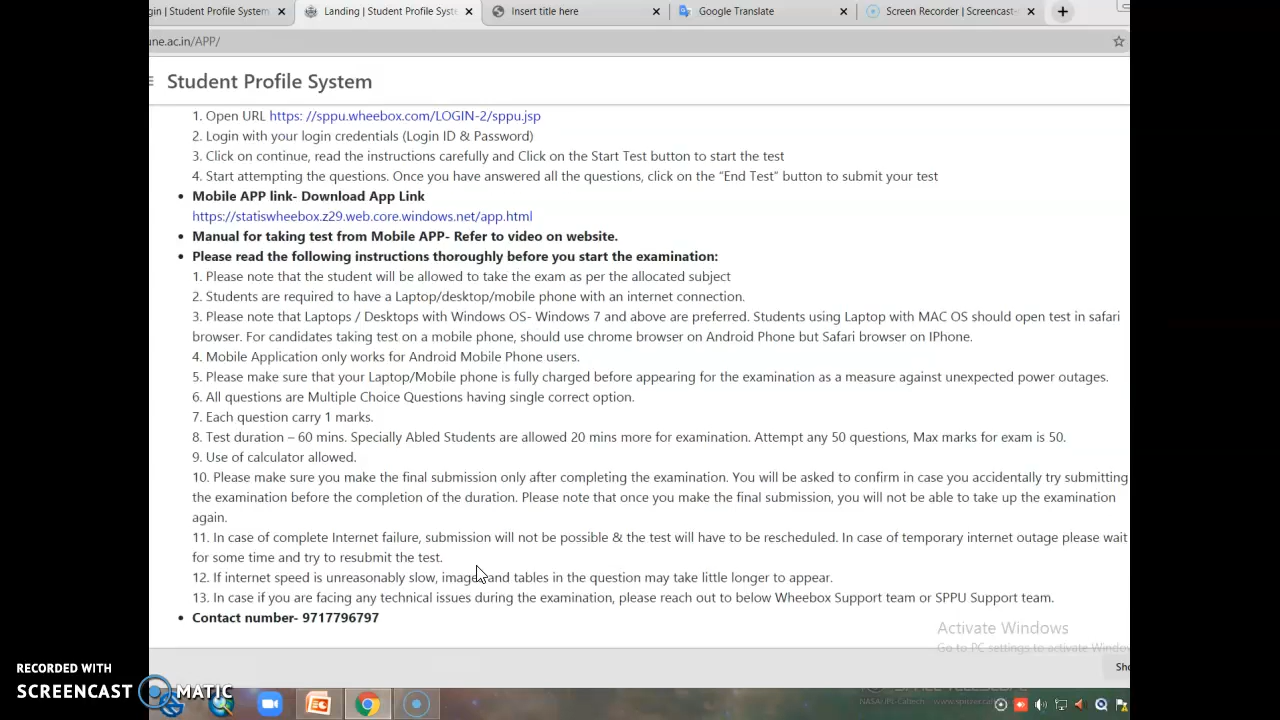 gin | Student Profile System
Landing | Student Profile Syste
Insert title here
Google Translate
Screen Recorder | Screencast-
une.ac.in/APP/
Student Profile System
1. Open URL https: //sppu.wheebox.com/LOGIN-2/sppu.jsp
2. Login with your login credentials (Login ID & Password)
3. Click on continue, read the instructions carefully and Click on the Start Test button to start the test
4. Start attempting the questions. Once you have answered all the questions, click on the “End Test” button to submit your test
• Mobile APP link- Download App Link
https://statiswheebox.z29.web.core.windows.net/app.html
• Manual for taking test from Mobile APP- Refer to video on website.
• Please read the following instructions thoroughly before you start the examination:
1. Please note that the student will be allowed to take the exam as per the allocated subject
2. Students are required to have a Laptop/desktop/mobile phone with an internet connection.
3. Please note that Laptops / Desktops with Windows OS- Windows 7 and above are preferred. Students using Laptop with MAC OS should open test in safari
browser. For candidates taking test on a mobile phone, should use chrome browser on Android Phone but Safari browser on IPhone.
4. Mobile Application only works for Android Mobile Phone users.
5. Please make sure that your Laptop/Mobile phone is fully charged before appearing for the examination as a measure against unexpected power outages.
6. All questions are Multiple Choice Questions having single correct option.
7. Each question carry 1 marks.
8. Test duration – 60 mins. Specially Abled Students are allowed 20 mins more for examination. Attempt any 50 questions, Max marks for exam is 50.
9. Use of calculator allowed.
10. Please make sure you make the final submission only after completing the examination. You will be asked to confirm in case you accidentally try submitting
the examination before the completion of the duration. Please note that once you make the final submission, you will not be able to take up the examination
again.
11. In case of complete Internet failure, submission will not be possible & the test will have to be rescheduled. In case of temporary internet outage please wait
for some time and try to resubmit the test.
12. If internet speed is unreasonably slow, images and tables in the question may take little longer to appear.
13. In case if you are facing any technical issues during the examination, please reach out to below Wheebox Support team or SPPU Support team.
• Contact number- 9717796797
Activate Windows
Go to PC settings to activate Window
Sho
RECORDED WITH
SCREENCAST MATIC